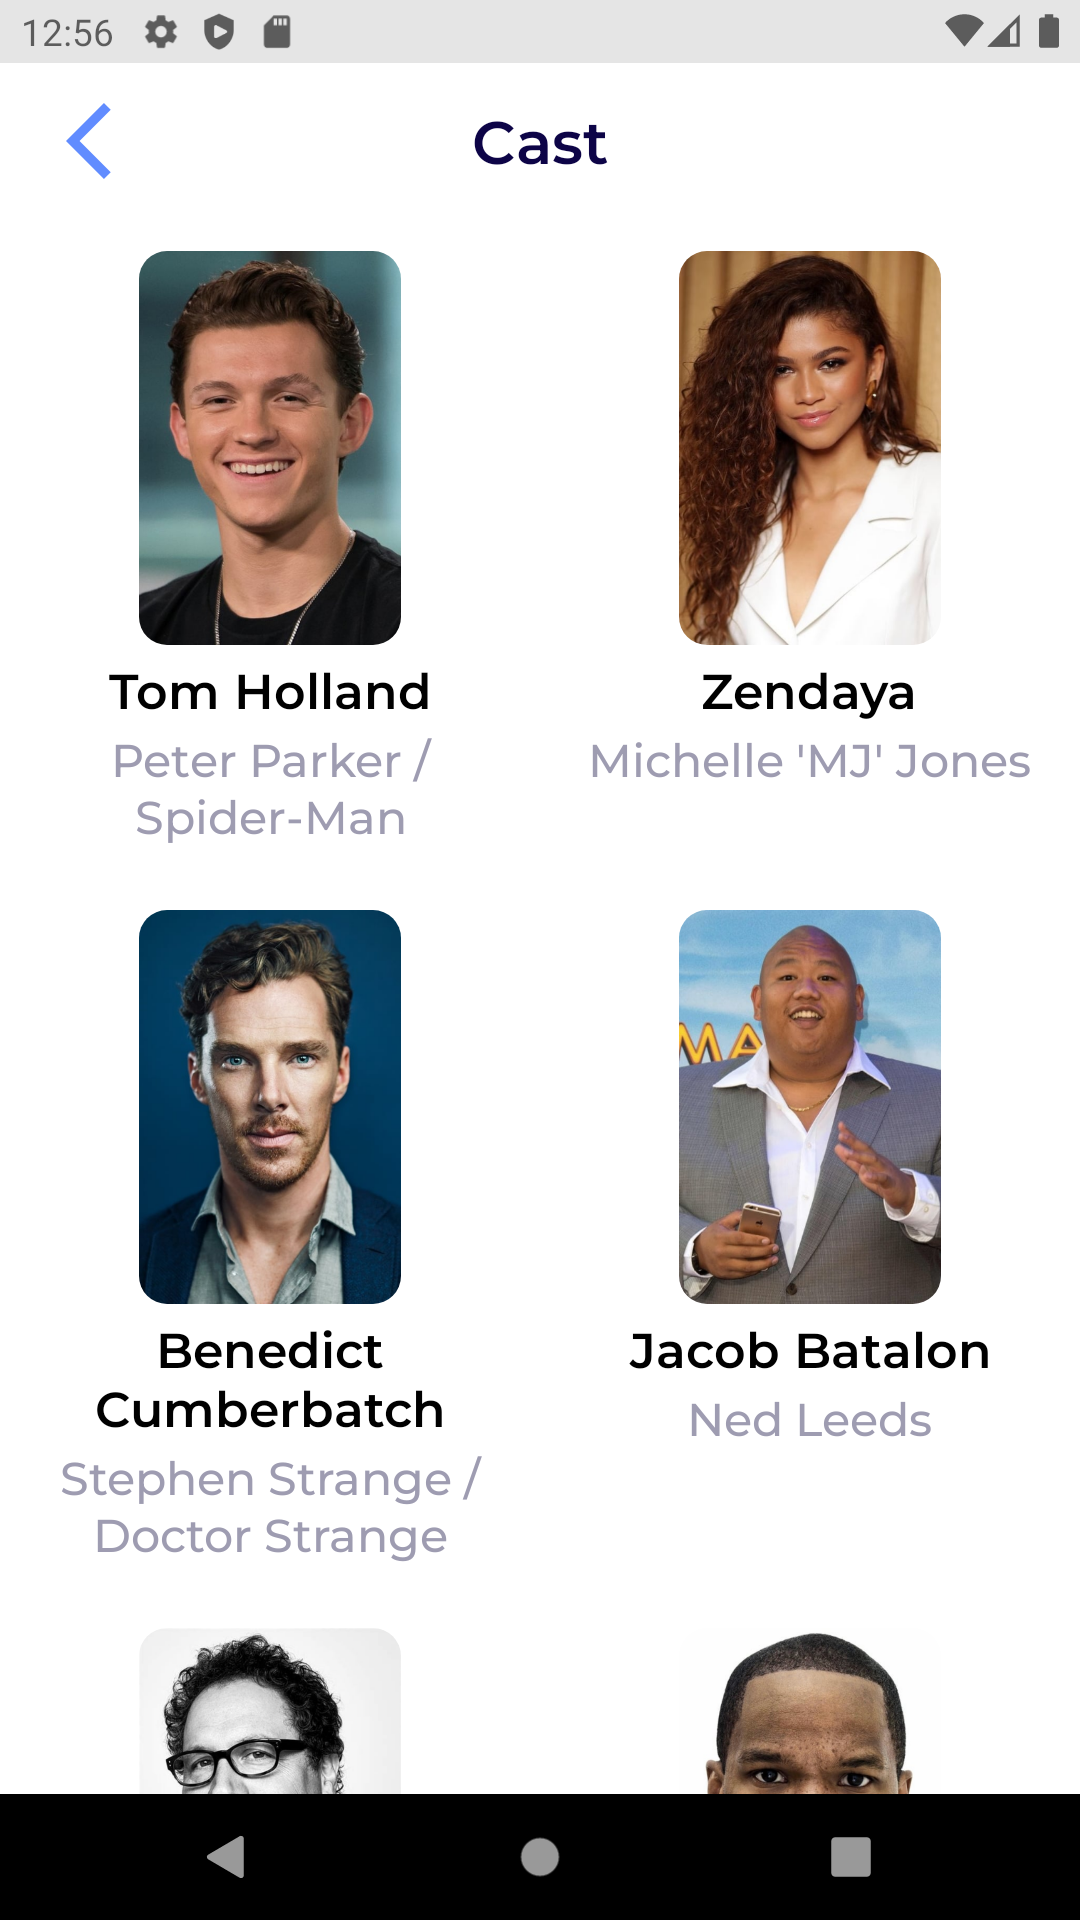 12:56
Cast
Tom Holland
Peter Parker /
Spider-Man
Zendaya
Michelle 'MJ' Jones
MA
Benedict
Cumberbatch
Stephen Strange /
Doctor Strange
Jacob Batalon
Ned Leeds